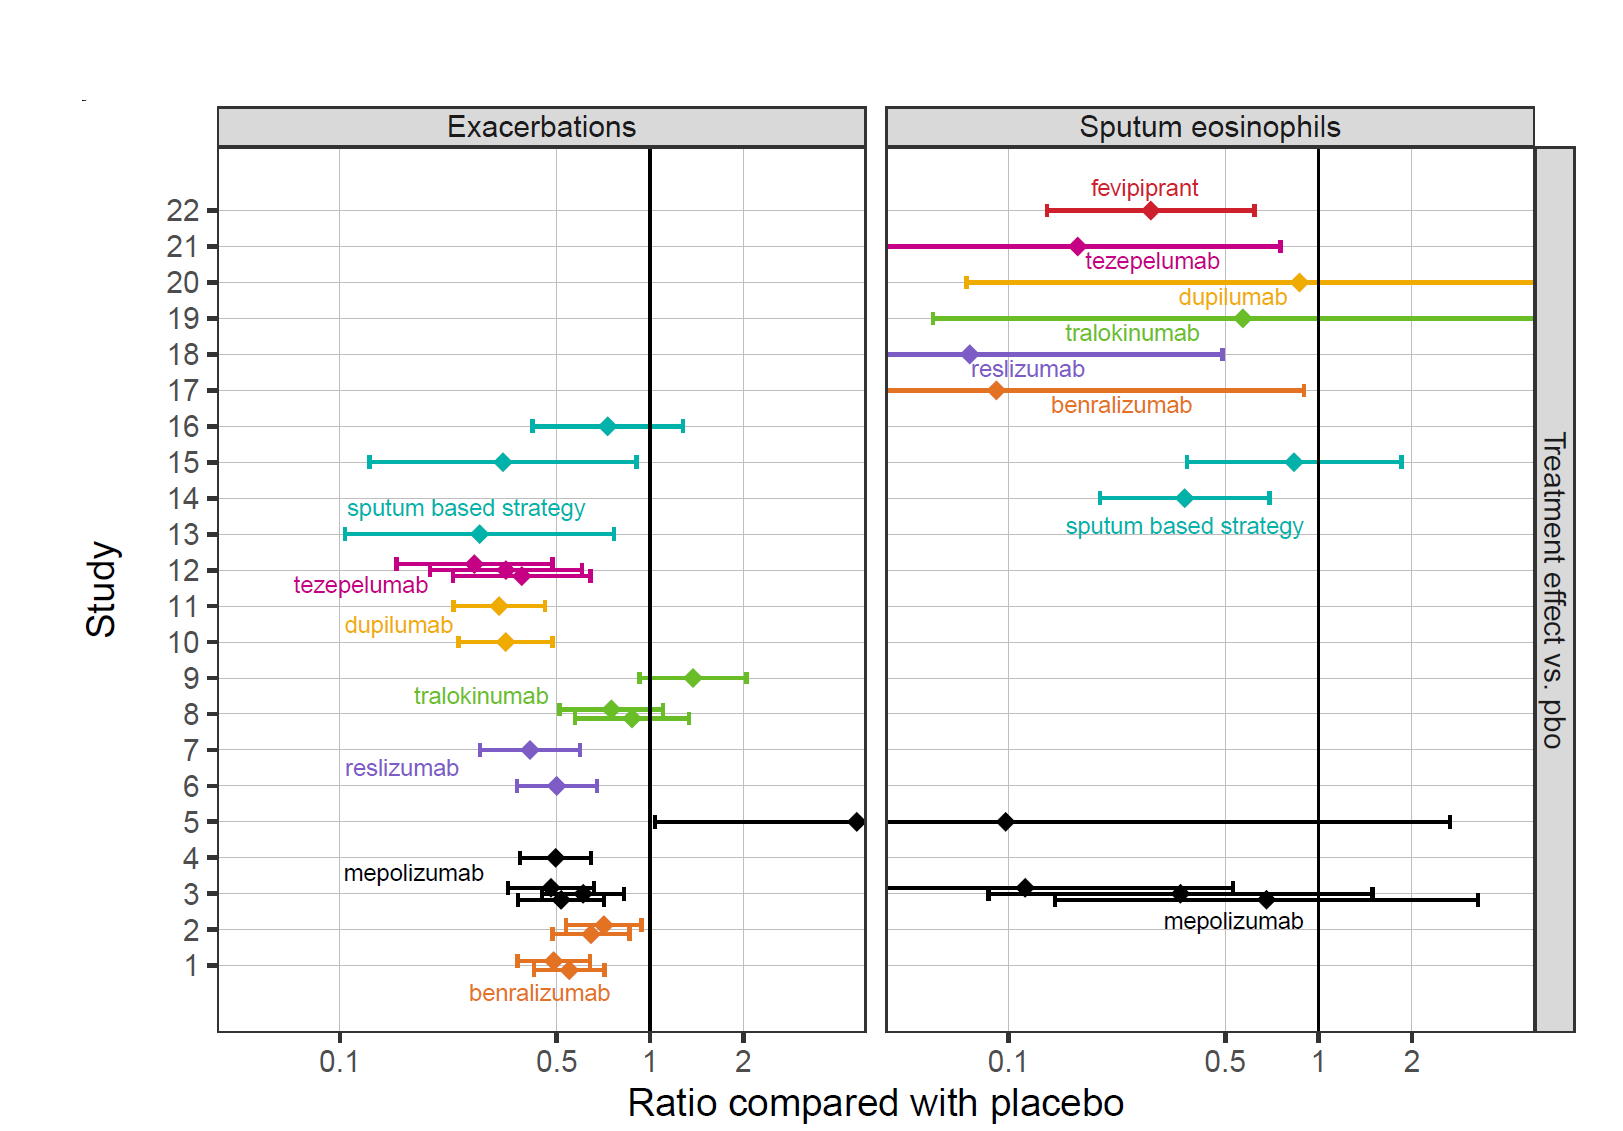 Exacerbations
Sputum eosinophils
Study
22
21
20
19
18
17
16
15
14
13
12
11
10
9
8
7
6
5
4
3
2
1
sputum based strategy
tezepelumab
dupilumab
tralokinumab
reslizumab
mepolizumab
benralizumab
fevipiprant
tezepelumab
dupilumab
tralokinumab
reslizumab
benralizumab
sputum based strategy
mepolizumab
Treatment effect vs. pbo
0.1 0.5 1 2
0.1 0.5 1 2
Ratio compared with placebo